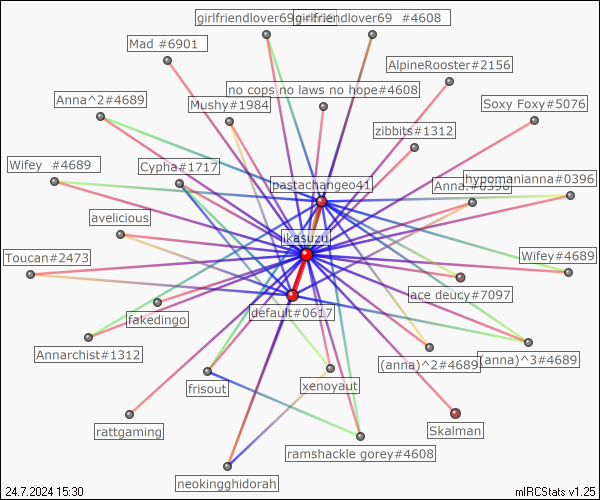 girlfriendlover69
girlfriendlover69 #4608
Mad #6901
AlpineRooster#2156
no cops no laws no hope#4608
Anna^2#4689
Mushy#1984
Soxy Foxy#5076
zibbits#1312
Wifey #4689
Cypha#1717
pastachangeo41
Anna.#0396
hypomanianna#0396
avelicious
ikasuzu
Toucan#2473
Wifey#4689
ace deucy#7097
fakedingo
default#0617
Annarchist#1312
(anna)^2#4689
(anna)^3#4689
frisout
xenoyaut
rattgaming
Skalman
ramshackle gorey#4608
neokingghidorah
24.7.2024 15:30
mIRCStats v1.25